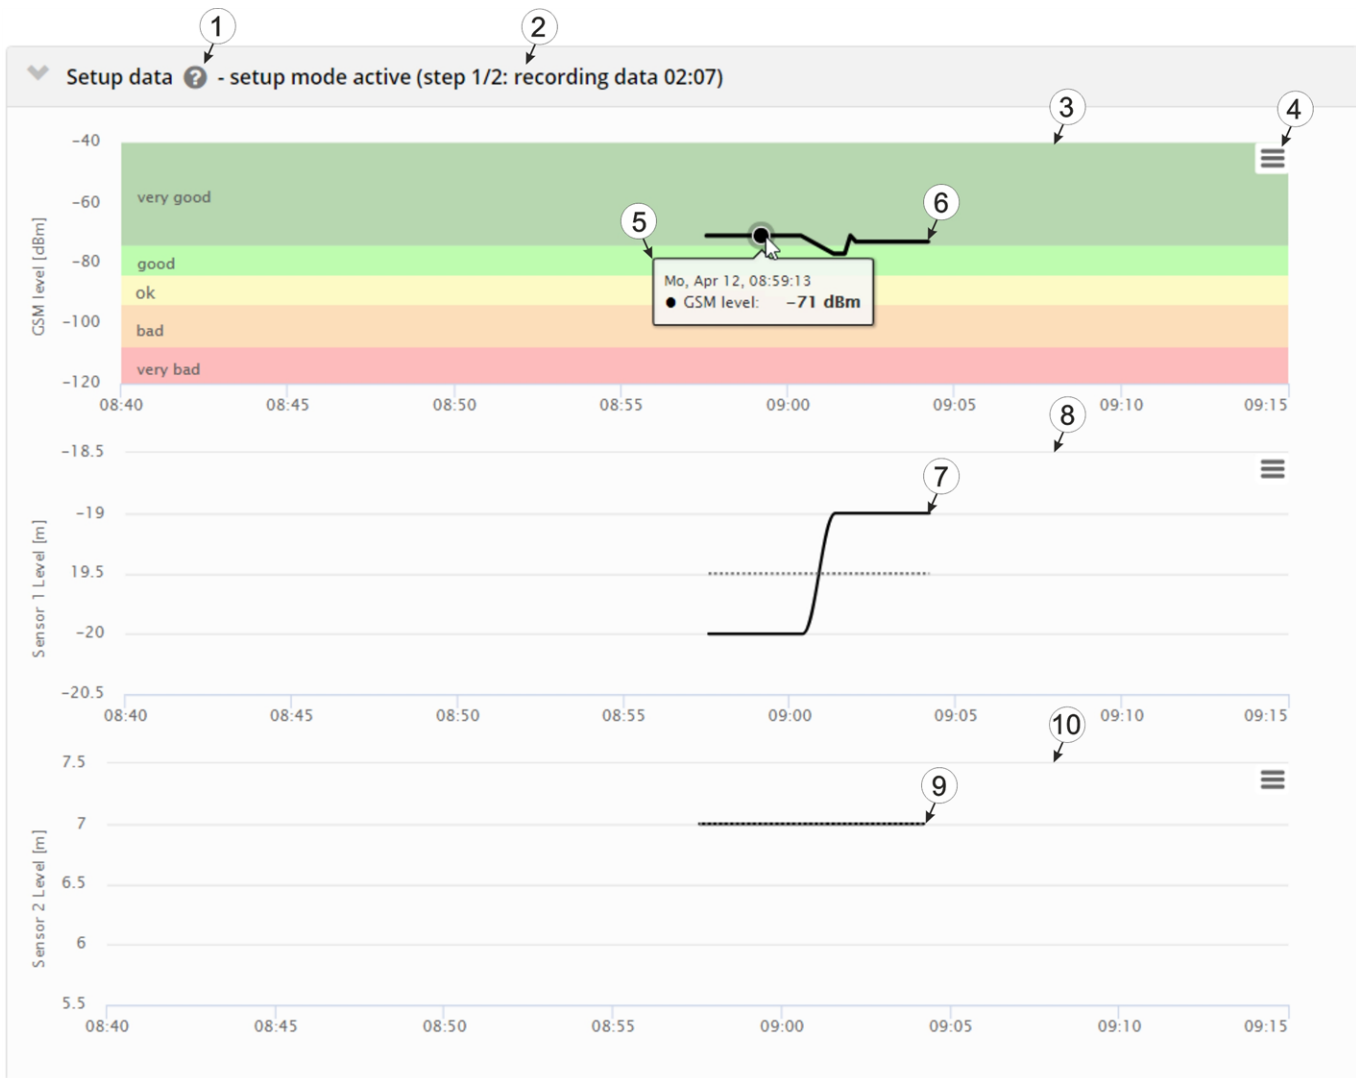 1
2
Setup data ? - setup mode active (step 1/2: recording data 02:07)
3
4
−40
−60
−80
−100
−120
GSM level [dBm]
very good
good
ok
bad
very bad
5
6
Mo, Apr 12, 08:59:13
● GSM level: −71 dBm
08:40 08:45 08:50 08:55 09:00 09:05 09:10 09:15
8
−18.5
−19
19.5
−20
−20.5
Sensor 1 Level [m]
7
08:40 08:45 08:50 08:55 09:00 09:05 09:10 09:15
10
7.5
7
6.5
6
5.5
Sensor 2 Level [m]
9
08:40 08:45 08:50 08:55 09:00 09:05 09:10 09:15